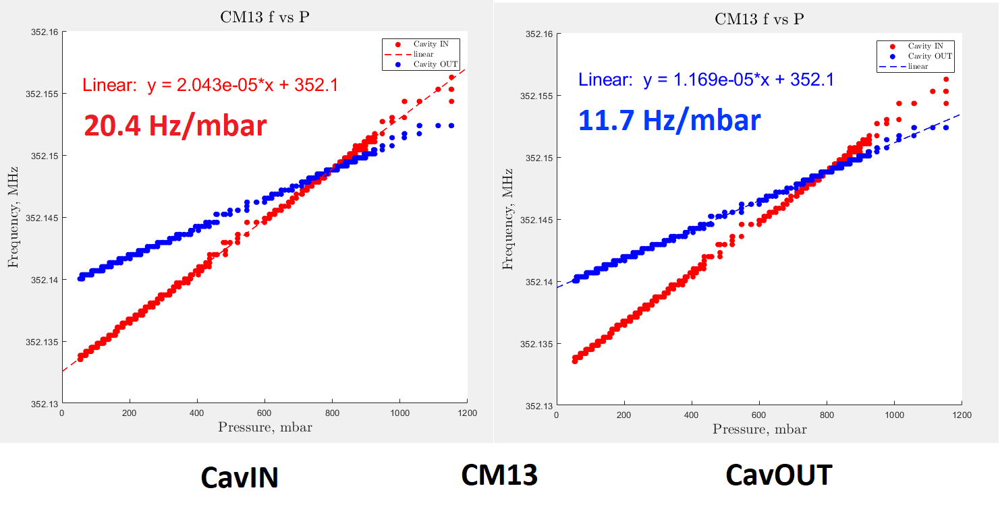 CM13 f vs P
352.16
352.155
352.15
352.145
352.14
352.135
352.13
0
200
400
600
800
1000
1200
Frequency, MHz
Pressure, mbar
Cavity IN
linear
Cavity OUT
Linear: y = 2.043e-05*x + 352.1
20.4 Hz/mbar
CM13 f vs P
352.16
352.155
352.15
352.145
352.14
352.135
352.13
0
200
400
600
800
1000
1200
Frequency, MHz
Pressure, mbar
Cavity IN
Cavity OUT
linear
Linear: y = 1.169e-05*x + 352.1
11.7 Hz/mbar
CavIN
CM13
CavOUT